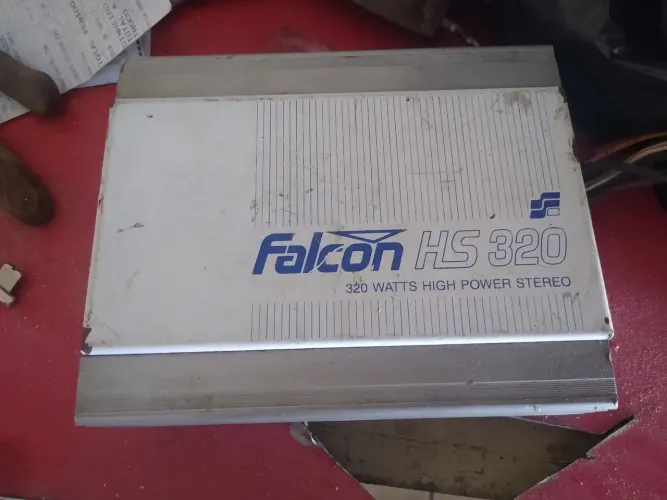 Falcon HS 320
320 WATTS HIGH POWER STEREO